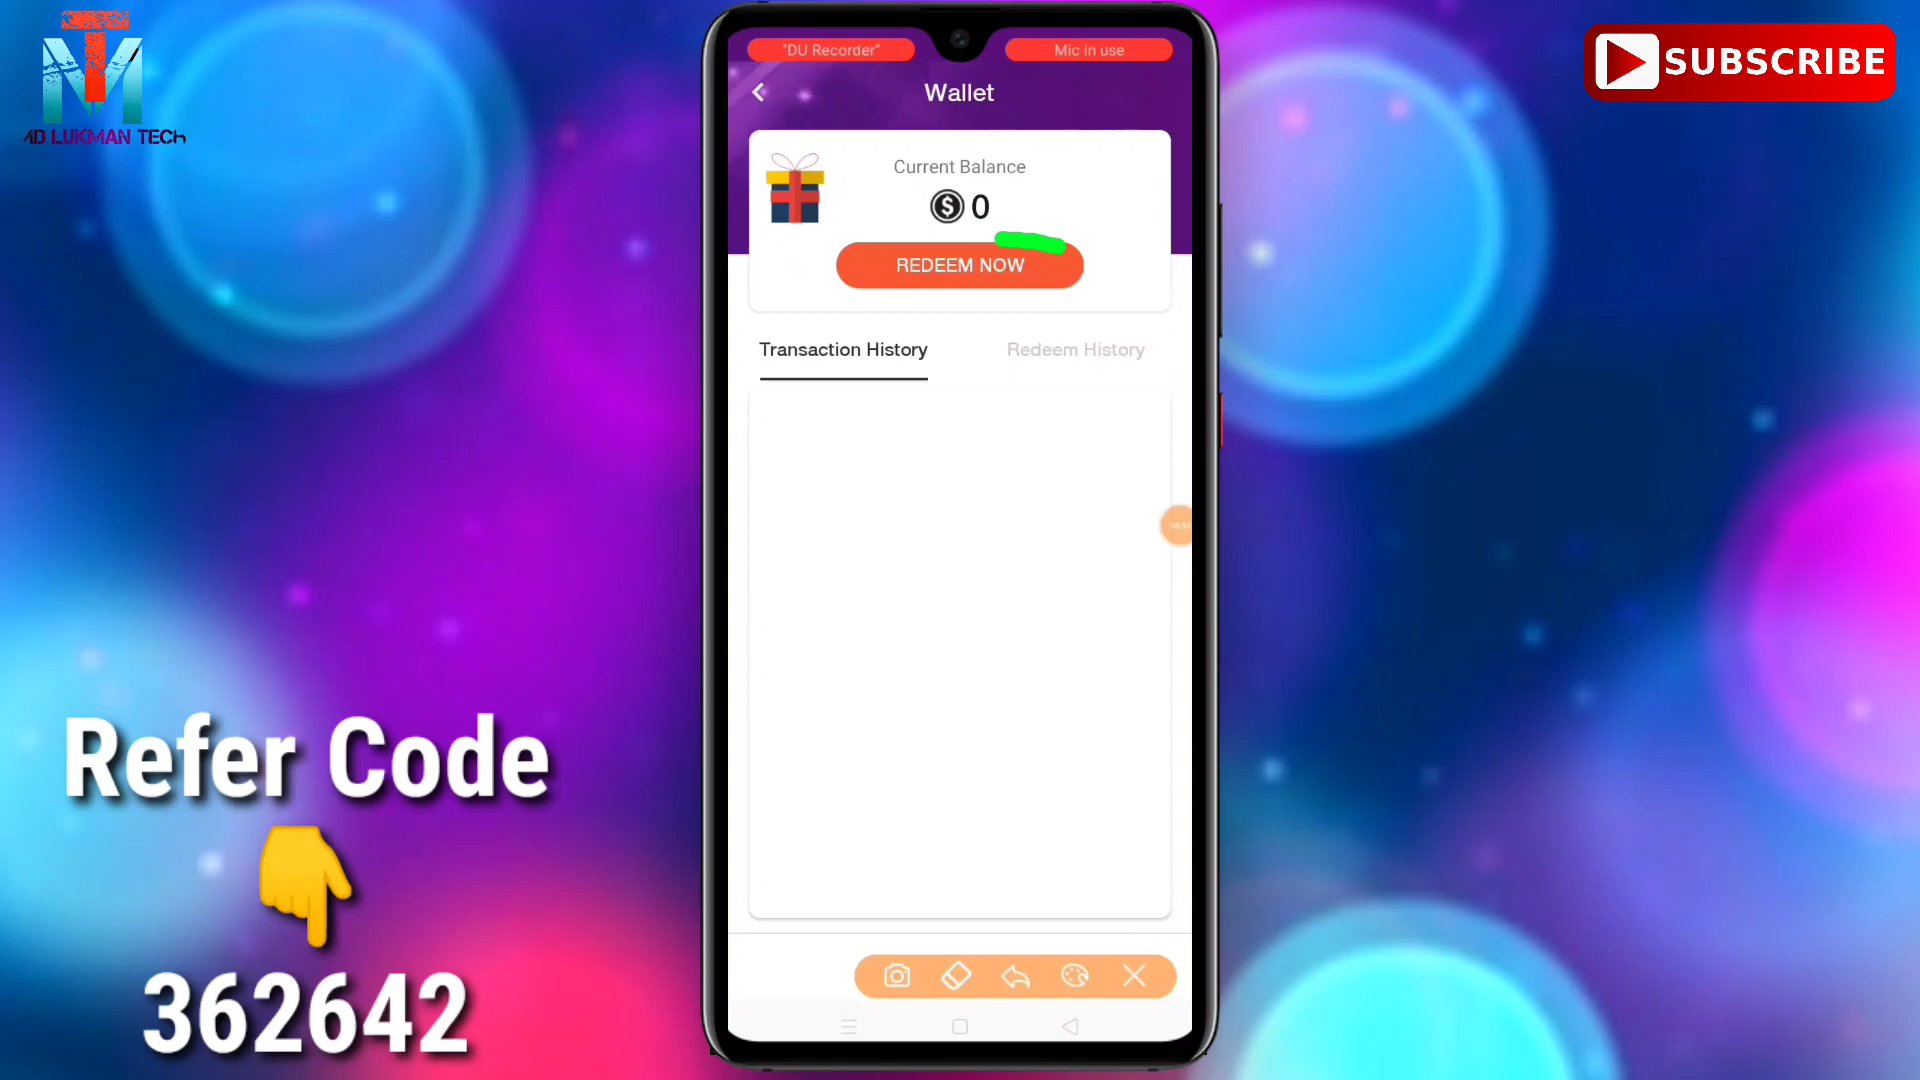 MT
MD LUKMAN TECH
SUBSCRIBE
"DU Recorder"
Mic in use
Wallet
Current Balance
$ 0
REDEEM NOW
Transaction History
Redeem History
Refer Code
362642